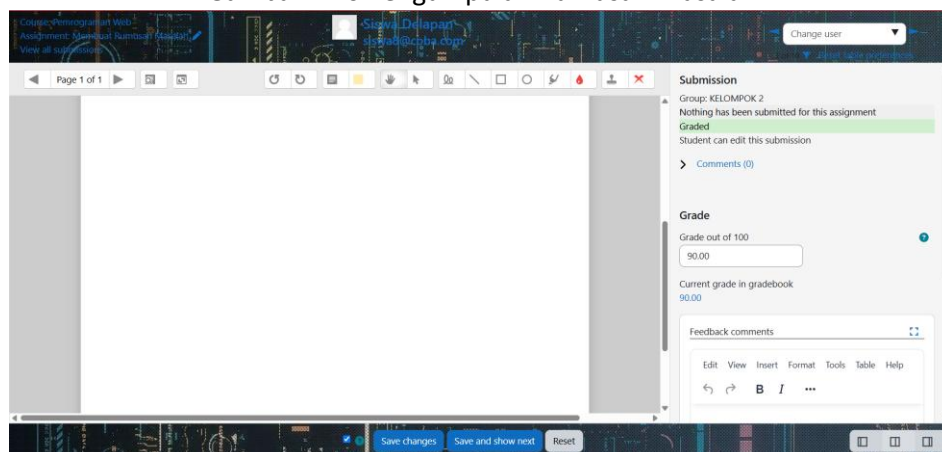 Course: Pemrograman Web
Assignment: Membuat Rumusan Masalah
View all submissions
Siswa Delapan
siswa8@coba.com
Change user
Reset table preferences
Page 1 of 1
Submission
Group: KELOMPOK 2
Nothing has been submitted for this assignment
Graded
Student can edit this submission
Comments (0)
Grade
Grade out of 100
90.00
Current grade in gradebook
90.00
Feedback comments
Edit View Insert Format Tools Table Help
B I
Save changes Save and show next Reset